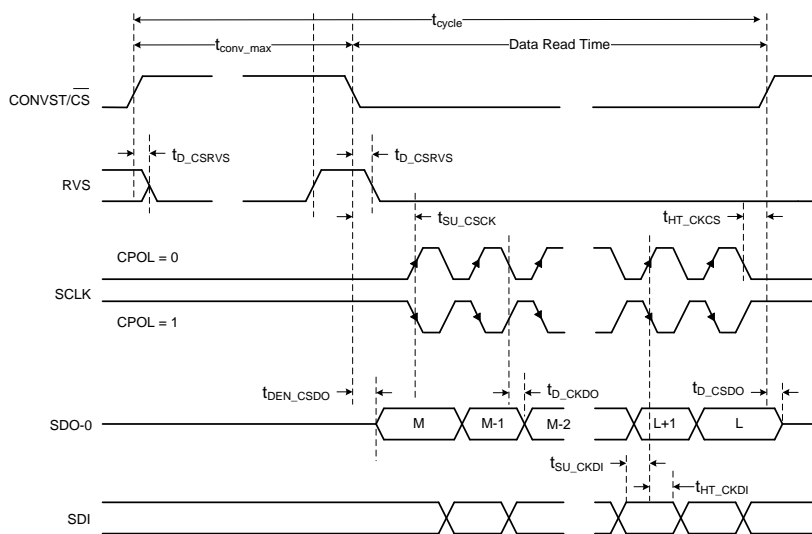 tcycle
tconv_max
Data Read Time
CONVST/CS
tD_CSRVS
tD_CSRVS
RVS
tSU_CSCK
tHT_CKCS
CPOL = 0
SCLK
CPOL = 1
tDEN_CSDO
tD_CKDO
tD_CSDO
SDO-0
M
M-1
M-2
L+1
L
tSU_CKDI
tHT_CKDI
SDI